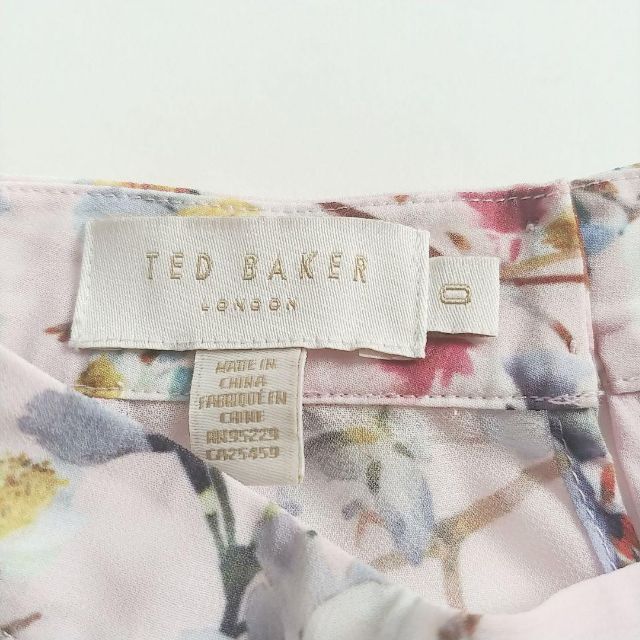 TED BAKER
LONDON
0
MADE IN
CHINA
FABRIQUÉ EN
CHINE
RN95229
CA25459